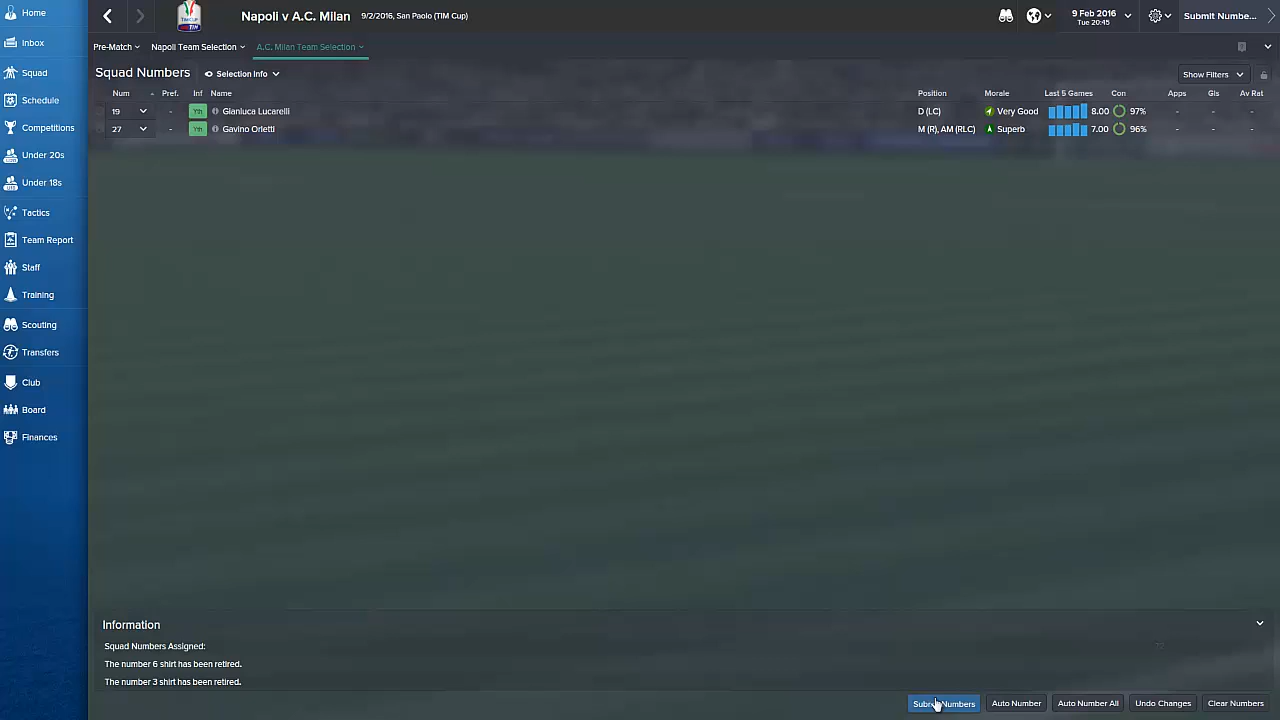 Home
Napoli v A.C. Milan 9/2/2016, San Paolo (TIM Cup) 9 Feb 2016 Tue 20:45 Submit Numbe...
TIM CUP
Inbox
Pre-Match Napoli Team Selection A.C. Milan Team Selection
Squad
Squad Numbers Selection Info Show Filters
Num Pref. Inf Name Position Morale Last 5 Games Con Apps Gls Av Rat
19 - Yth Gianluca Lucarelli D (LC) Very Good 8.00 97% - - -
27 - Yth Gavino Orletti M (R), AM (RLC) Superb 7.00 96% - - -
Schedule
Competitions
Under 20s
Under 18s
Tactics
Team Report
Staff
Training
Scouting
Transfers
Club
Board
Finances
Information
Squad Numbers Assigned:
The number 6 shirt has been retired.
The number 3 shirt has been retired.
Submit Numbers Auto Number Auto Number All Undo Changes Clear Numbers